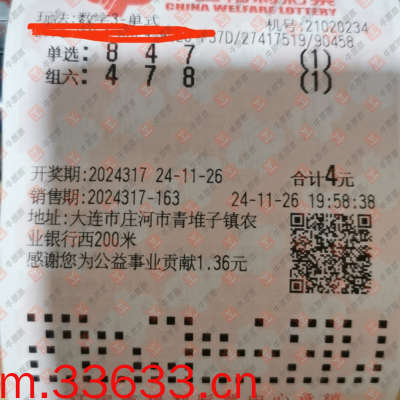 CHINA WELFARE LOTTERY
玩法:数字3-单式
机号:21020234
37D/27417519/90458
单选: 8 4 7 (1)
组六: 4 7 8 (1)
开奖期:2024317 24-11-26 合计4元
销售期:2024317-163 24-11-26 19:58:38
地址:大连市庄河市青堆子镇农
业银行西200米
感谢您为公益事业贡献1.36元
m.33633.cn